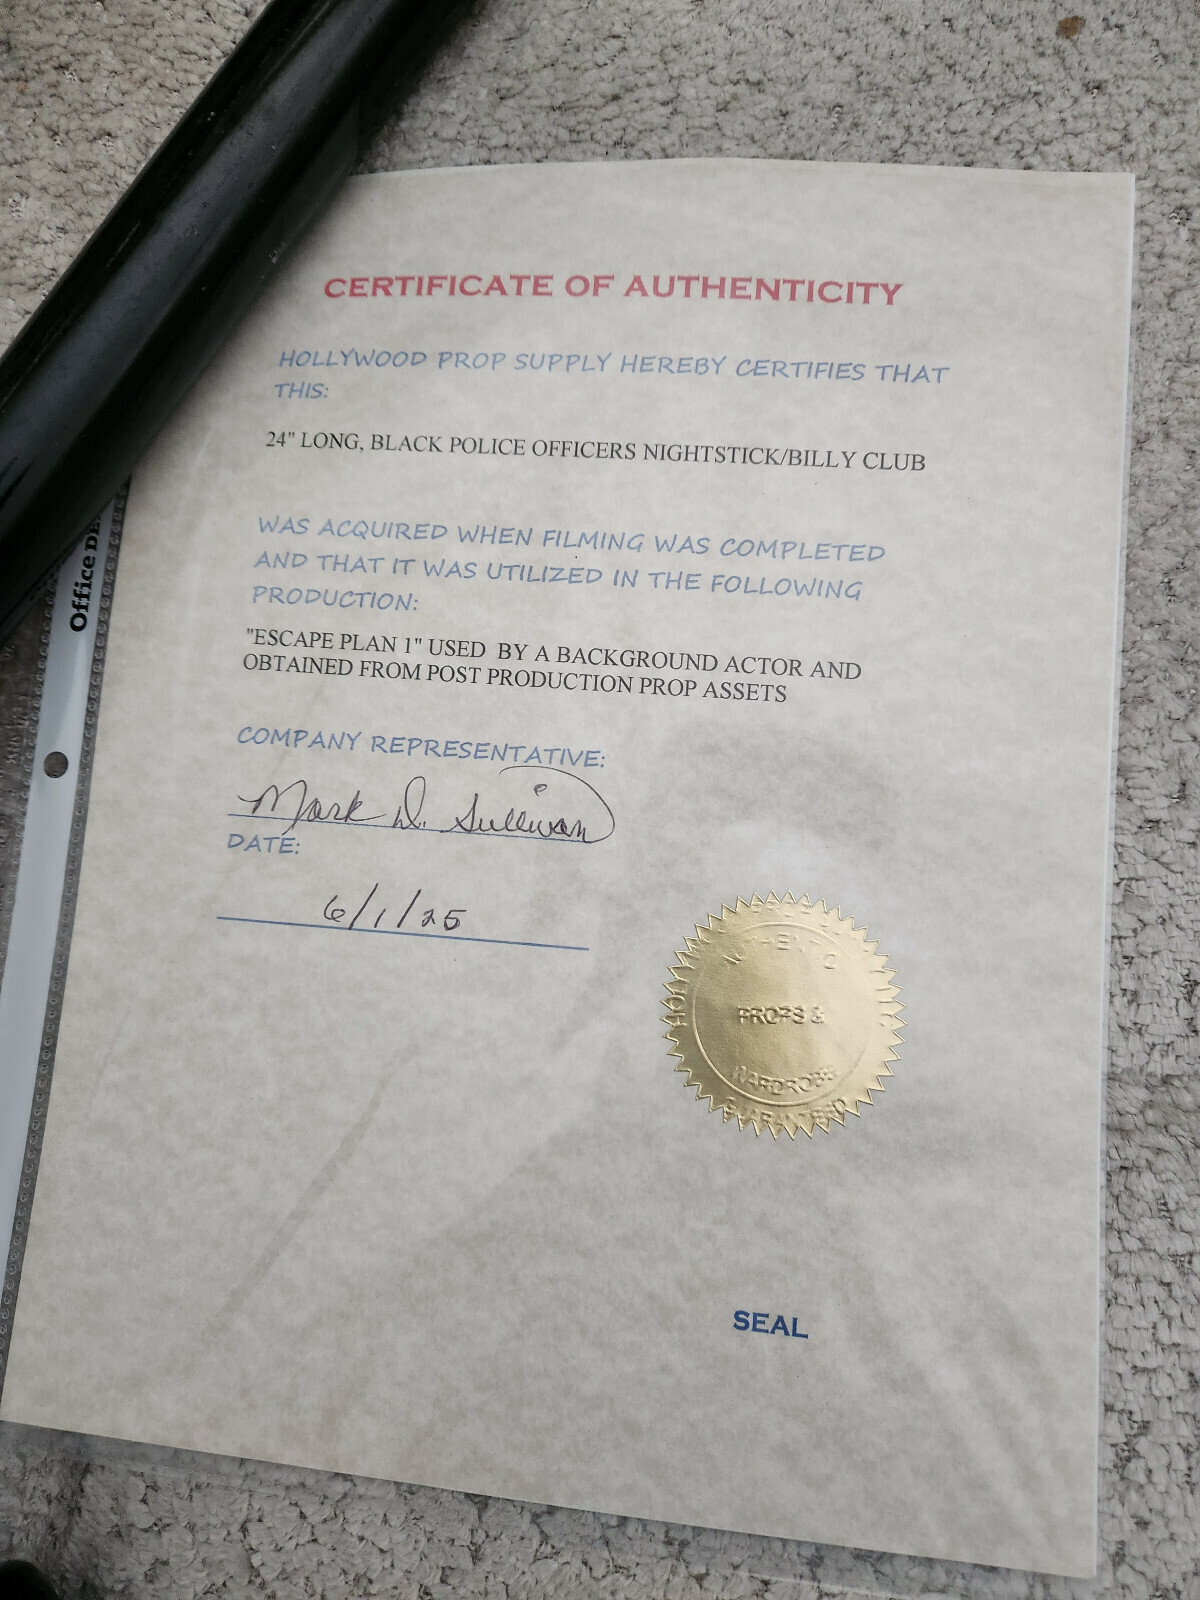 CERTIFICATE OF AUTHENTICITY
HOLLYWOOD PROP SUPPLY HEREBY CERTIFIES THAT
THIS:
24" LONG, BLACK POLICE OFFICERS NIGHTSTICK/BILLY CLUB
WAS ACQUIRED WHEN FILMING WAS COMPLETED
AND THAT IT WAS UTILIZED IN THE FOLLOWING
PRODUCTION:
"ESCAPE PLAN 1" USED BY A BACKGROUND ACTOR AND
OBTAINED FROM POST PRODUCTION PROP ASSETS
COMPANY REPRESENTATIVE:
Mark D. Sullivan
DATE:
6/1/25
PROPS &
WARDROBE
GUARANTEED
SEAL
Office